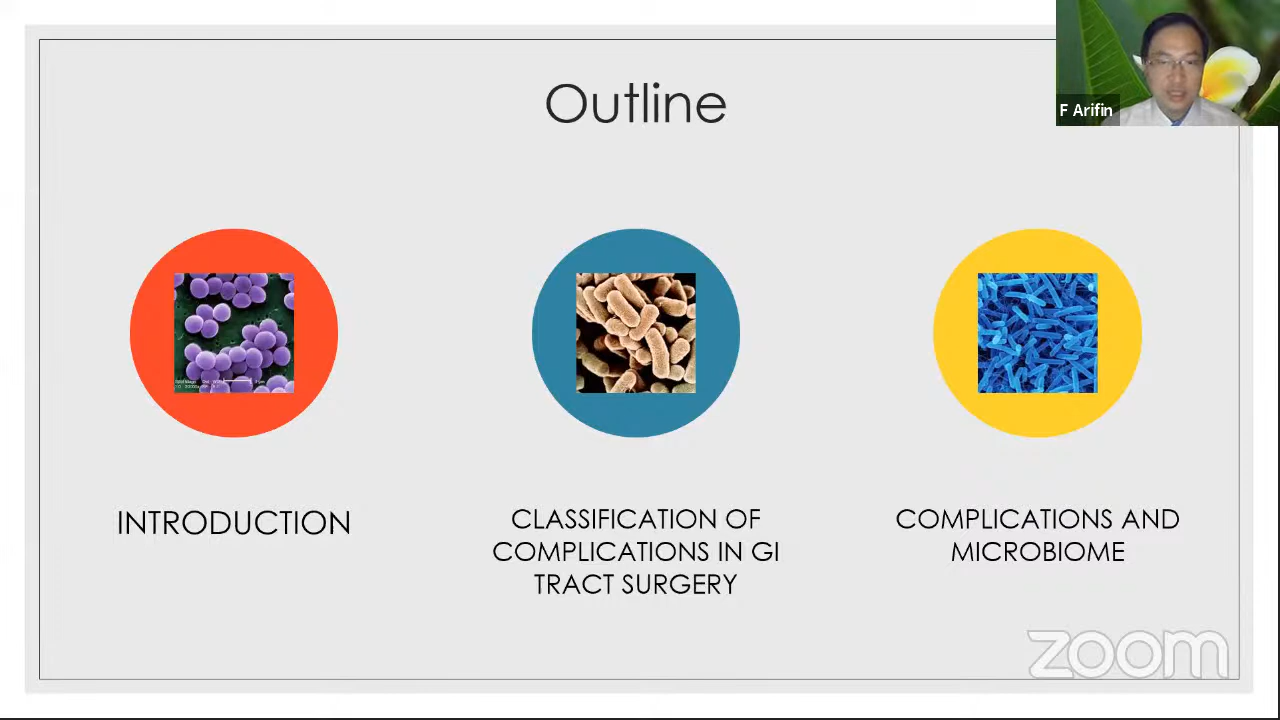 Outline
F Arifin
INTRODUCTION
CLASSIFICATION OF
COMPLICATIONS IN GI
TRACT SURGERY
COMPLICATIONS AND
MICROBIOME
zoom